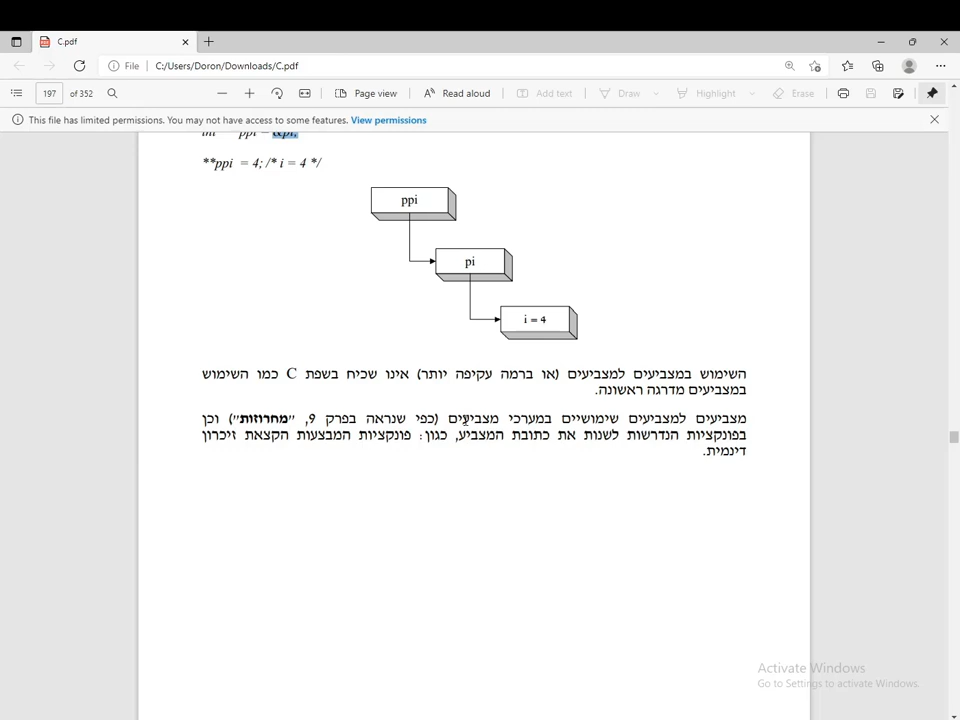 C.pdf
File
C:/Users/Doron/Downloads/C.pdf
197 of 352
Page view
Read aloud
Add text
Draw
Highlight
Erase
This file has limited permissions. You may not have access to some features. View permissions
**ppi = 4; /* i = 4 */
ppi
pi
i = 4
השימוש במצביעים למצביעים (או ברמה עקיפה יותר) אינו שכיח בשפת C כמו השימוש
במצביעים מדרגה ראשונה.
מצביעים למצביעים שימושיים במערכי מצביעים (כפי שנראה בפרק 9, "מחרוזות") וכן
בפונקציות הנדרשות לשנות את כתובת המצביע, כגון: פונקציות המבצעות הקצאת זיכרון
דינמית.
Activate Windows
Go to Settings to activate Windows.